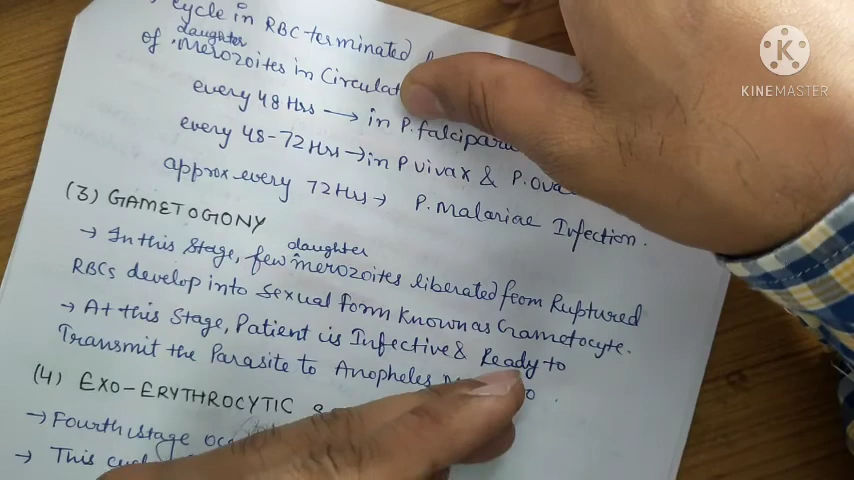 cycle in RBC terminated
daughter
of merozoites in Circulat
every 48 Hrs → in P. falcipar
every 48-72 Hrs → in P vivax & P. Ova
approx every 72 Hrs → P. Malariae Infection.
(3) GAMETOGONY
daughter
→ In this Stage, few merozoites liberated from Ruptured
RBCs develop into Sexual form Known as Gametocyte.
→ At this Stage, Patient is Infective & Ready to
Transmit the Parasite to Anopheles
(4) EXO-ERYTHROCYTIC
→ Fourth stage
→ This
K
KINEMASTER